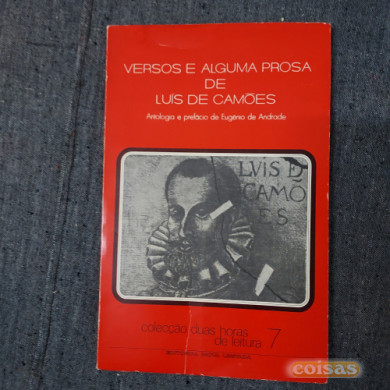 VERSOS E ALGUMA PROSA
DE
LUÍS DE CAMÕES
Antologia e prefácio de Eugénio de Andrade
LVIS D
CAMÕ
ES
colecção duas horas
de leitura 7
coisas